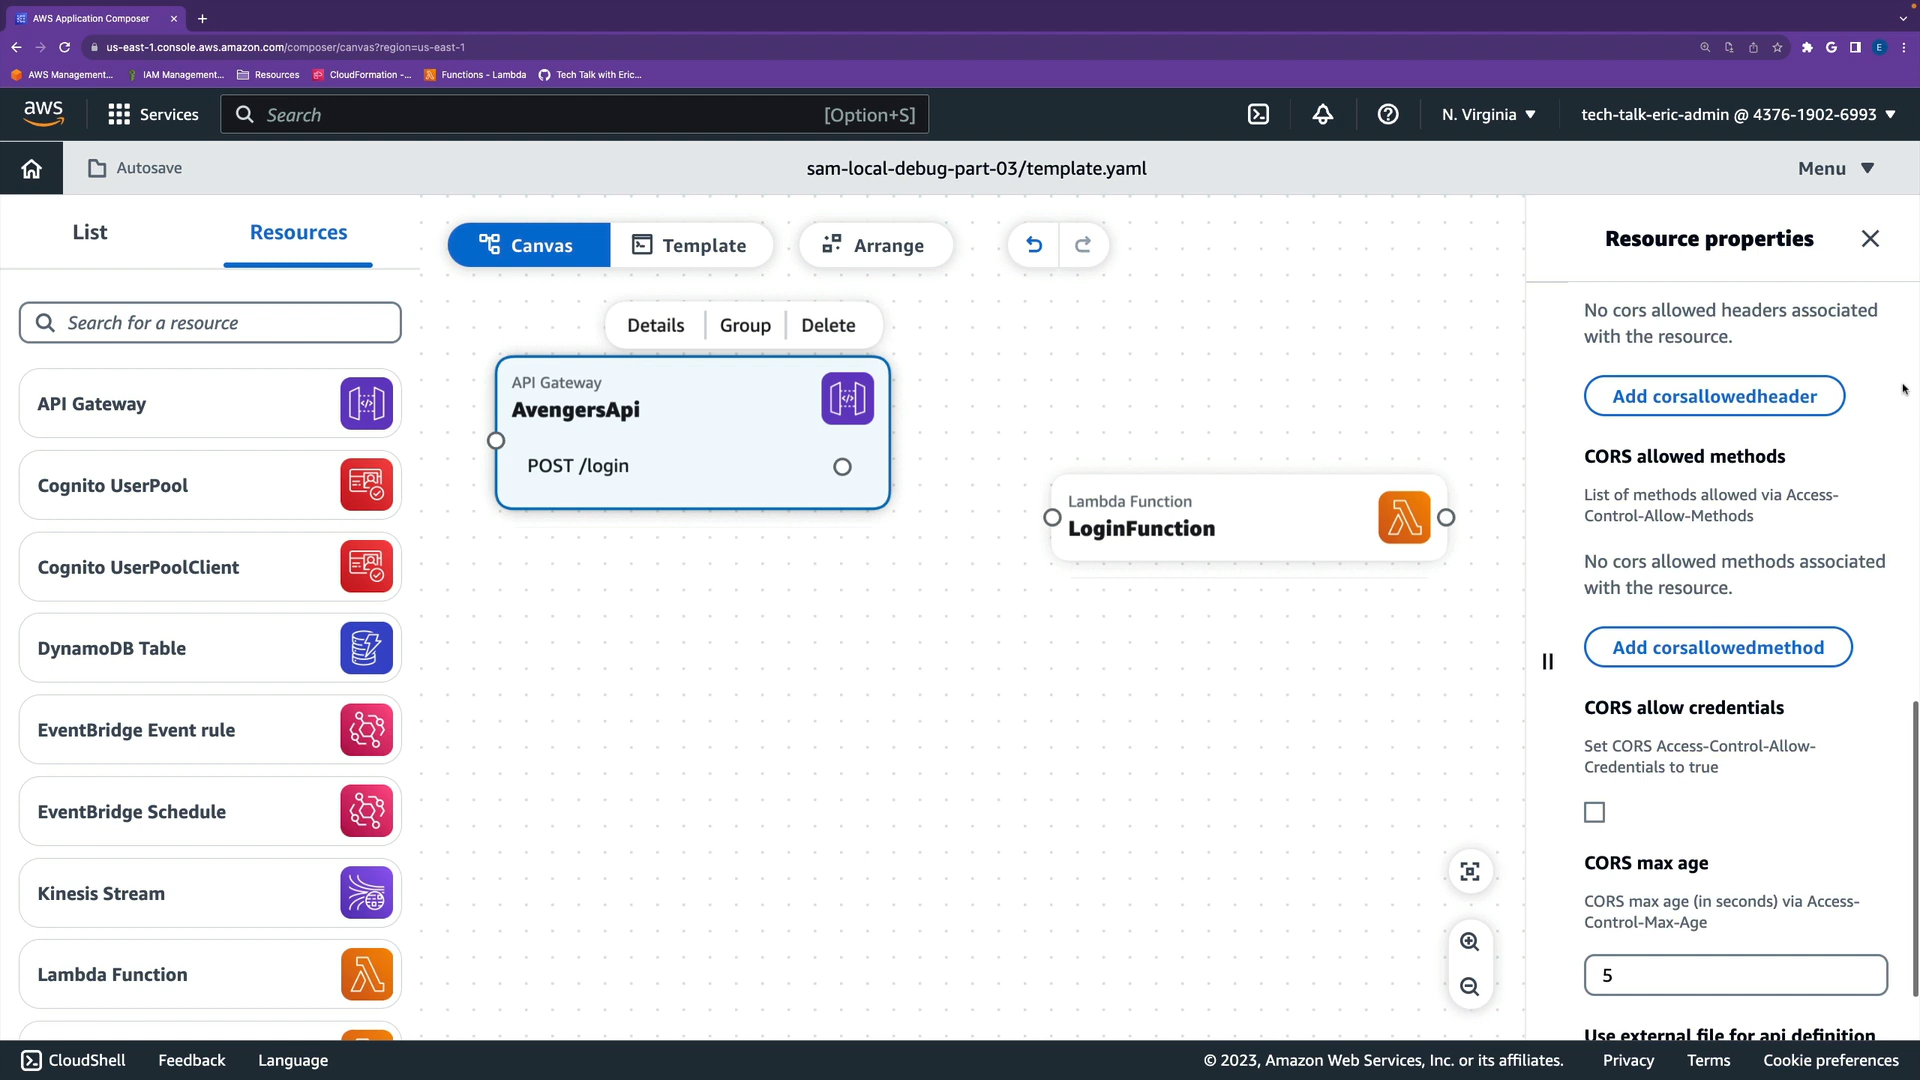 AWS Application Composer
us-east-1.console.aws.amazon.com/composer/canvas?region=us-east-1
E
AWS Management... IAM Management... Resources CloudFormation -... Functions - Lambda Tech Talk with Eric...
aws Services Search [Option+S] N. Virginia tech-talk-eric-admin @ 4376-1902-6993
Autosave sam-local-debug-part-03/template.yaml Menu
List Resources
Search for a resource
API Gateway
Cognito UserPool
Cognito UserPoolClient
DynamoDB Table
EventBridge Event rule
EventBridge Schedule
Kinesis Stream
Lambda Function
Canvas Template Arrange
Details Group Delete
API Gateway
AvengersApi
POST /login
Lambda Function
LoginFunction
Resource properties
No cors allowed headers associated
with the resource.
Add corsallowedheader
CORS allowed methods
List of methods allowed via Access-
Control-Allow-Methods
No cors allowed methods associated
with the resource.
Add corsallowedmethod
CORS allow credentials
Set CORS Access-Control-Allow-
Credentials to true
CORS max age
CORS max age (in seconds) via Access-
Control-Max-Age
5
Use external file for api definition
CloudShell Feedback Language © 2023, Amazon Web Services, Inc. or its affiliates. Privacy Terms Cookie preferences